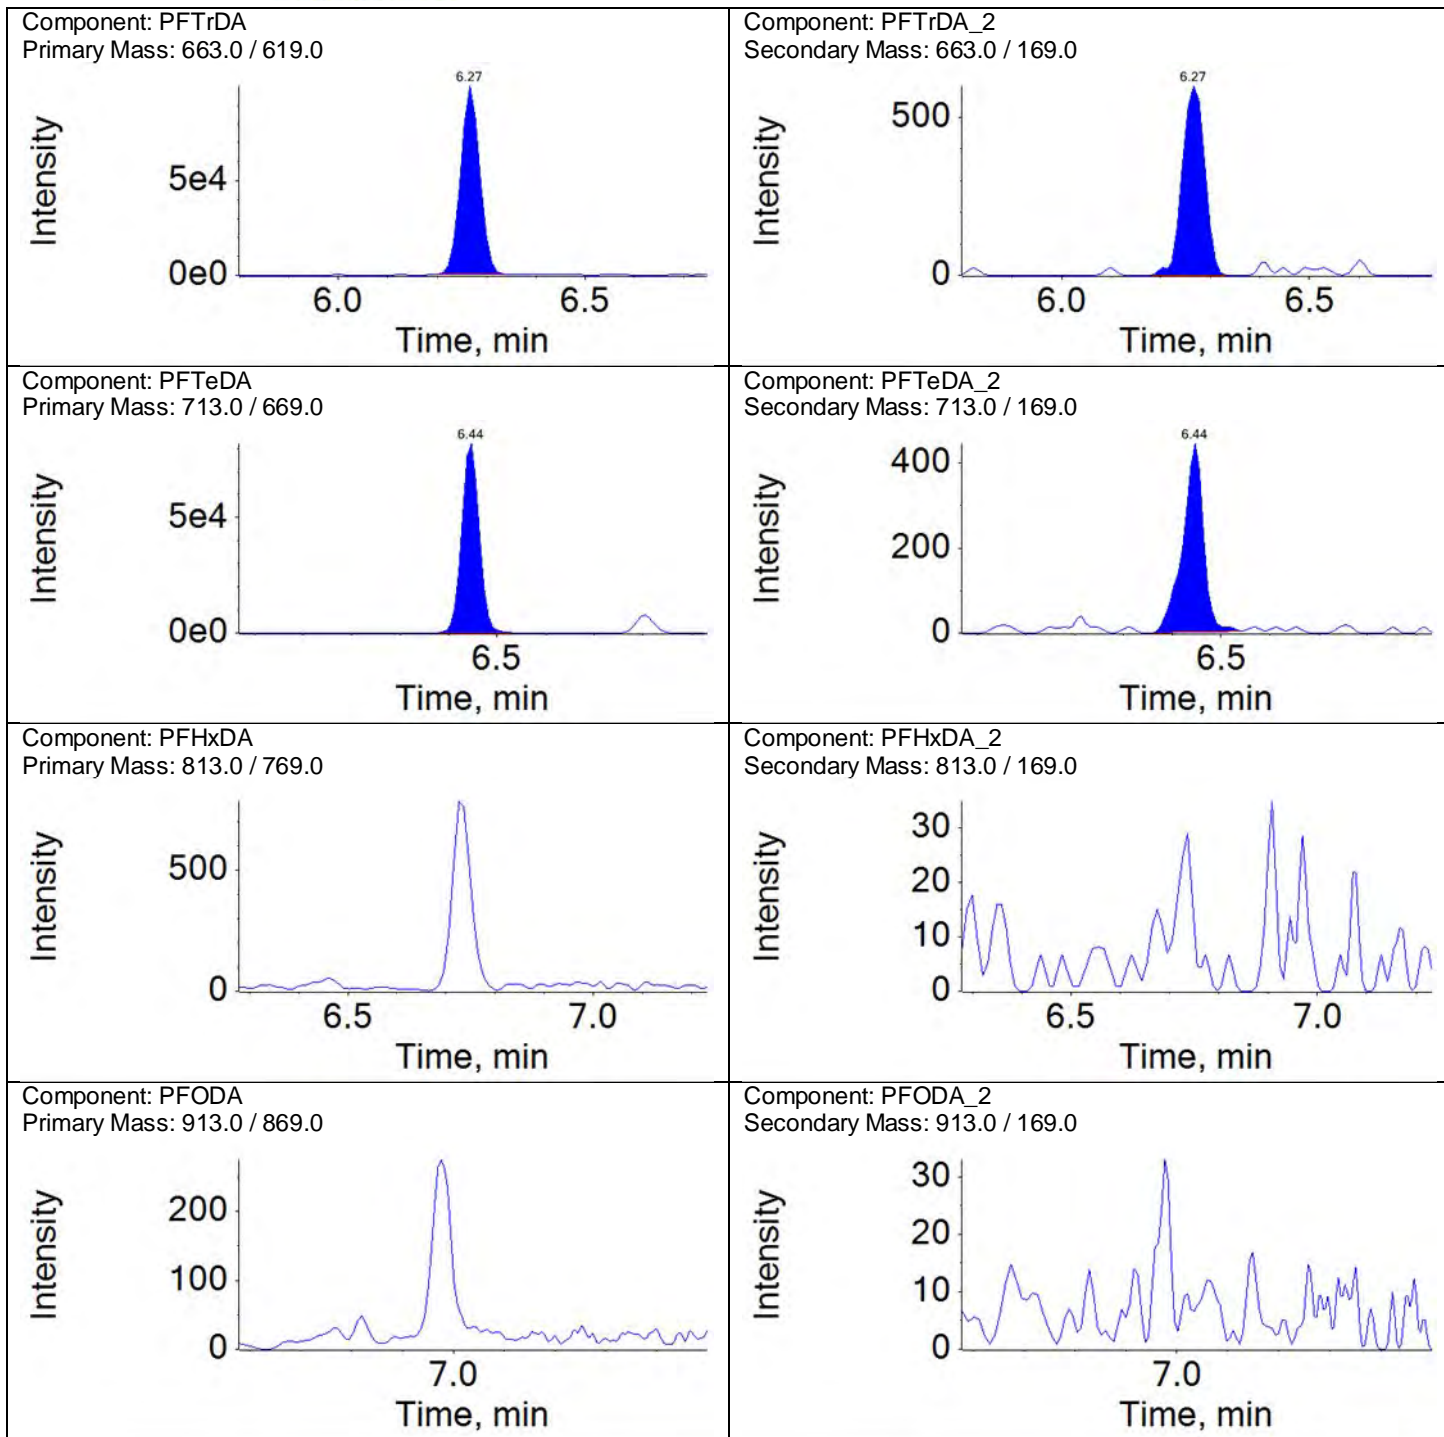 Component: PFTrDA
Primary Mass: 663.0 / 619.0
6.27
Intensity
5e4
0e0
6.0 6.5
Time, min
Component: PFTrDA_2
Secondary Mass: 663.0 / 169.0
6.27
Intensity
500
0
6.0 6.5
Time, min
Component: PFTeDA
Primary Mass: 713.0 / 669.0
6.44
Intensity
5e4
0e0
6.5
Time, min
Component: PFTeDA_2
Secondary Mass: 713.0 / 169.0
6.44
Intensity
400
200
0
6.5
Time, min
Component: PFHxDA
Primary Mass: 813.0 / 769.0
Intensity
500
0
6.5 7.0
Time, min
Component: PFHxDA_2
Secondary Mass: 813.0 / 169.0
Intensity
30
20
10
0
6.5 7.0
Time, min
Component: PFODA
Primary Mass: 913.0 / 869.0
Intensity
200
100
0
7.0
Time, min
Component: PFODA_2
Secondary Mass: 913.0 / 169.0
Intensity
30
20
10
0
7.0
Time, min